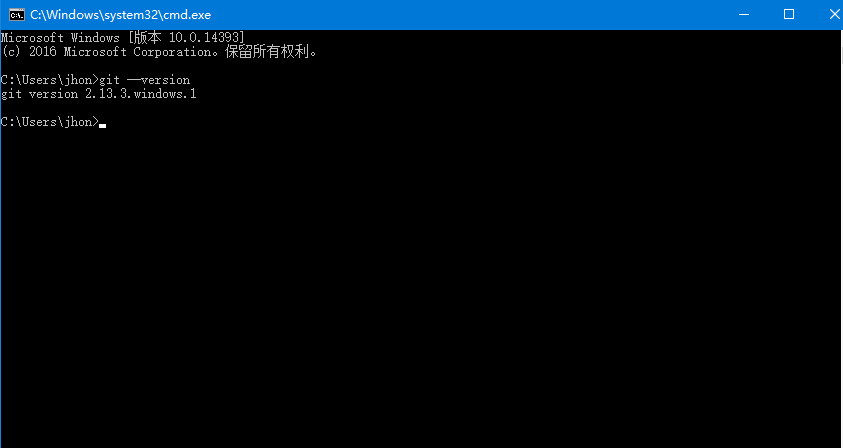 C:\Windows\system32\cmd.exe
Microsoft Windows [版本 10.0.14393]
(c) 2016 Microsoft Corporation。保留所有权利。
C:\Users\jhon>git --version
git version 2.13.3.windows.1
C:\Users\jhon>